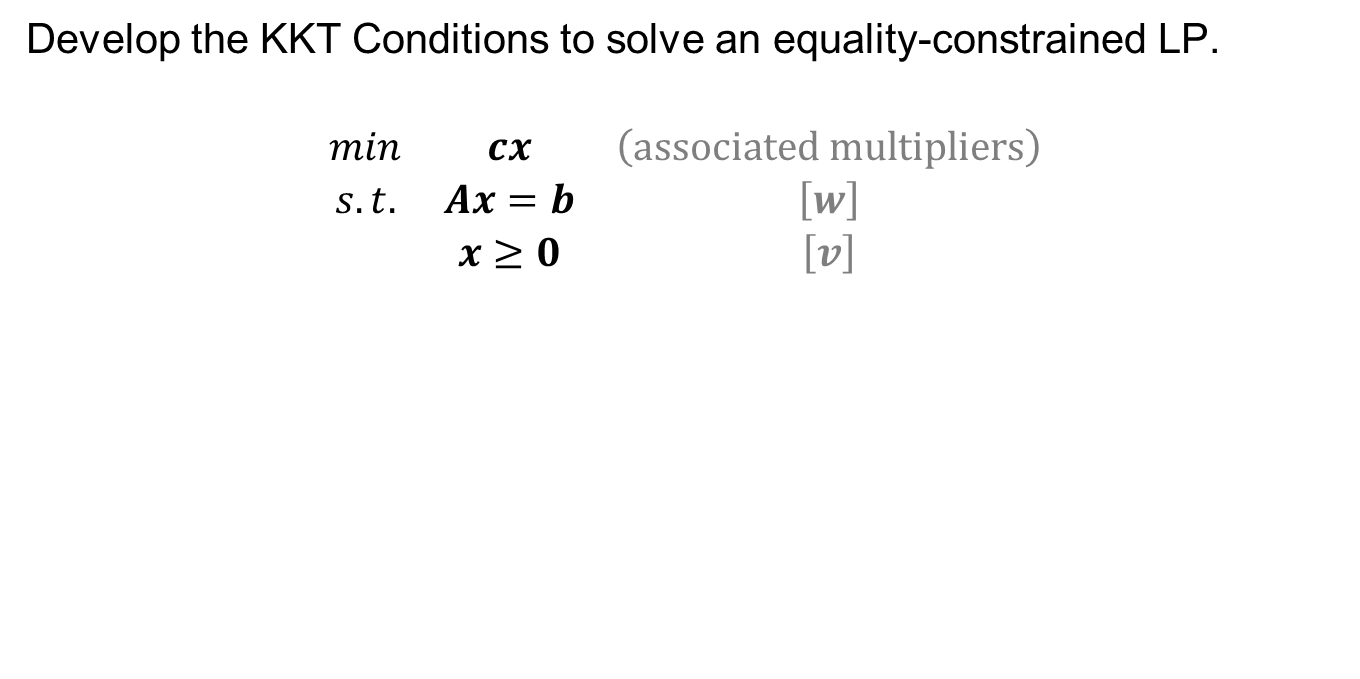 Develop the KKT Conditions to solve an equality-constrained LP.
min cx (associated multipliers)
s.t. Ax = b [w]
x ≥ 0 [v]